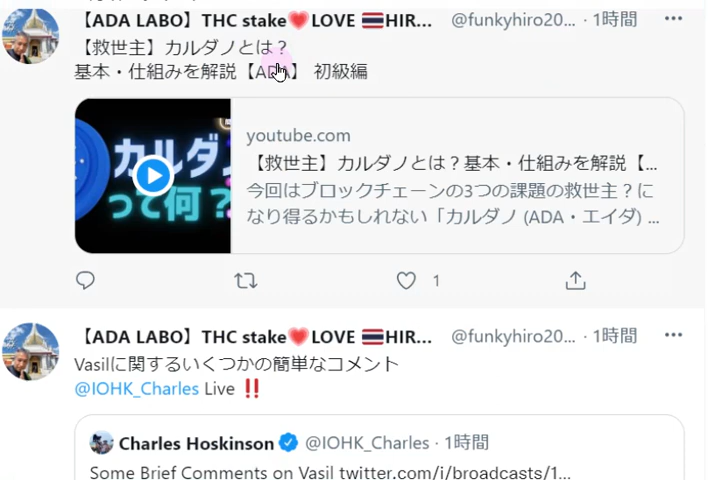 【ADA LABO】THC stake❤️LOVE 🇹🇭HIR... @funkyhiro20... · 1時間
【救世主】カルダノとは？
基本・仕組みを解説【ADA】 初級編
カルダ
って何？
youtube.com
【救世主】カルダノとは？基本・仕組みを解説【...
今回はブロックチェーンの3つの課題の救世主？に
なり得るかもしれない「カルダノ (ADA・エイダ) ...
1
【ADA LABO】THC stake❤️LOVE 🇹🇭HIR... @funkyhiro20... · 1時間
Vasilに関するいくつかの簡単なコメント
@IOHK_Charles Live ‼️
Charles Hoskinson @IOHK_Charles · 1時間
Some Brief Comments on Vasil twitter.com/i/broadcasts/1...